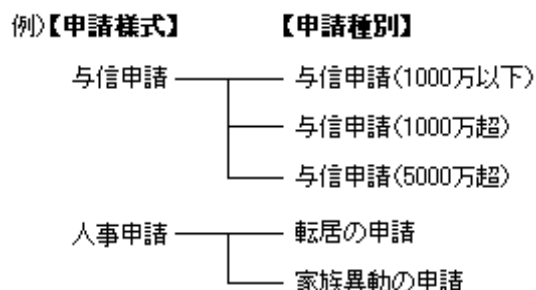 例)【申請様式】 【申請種別】
与信申請 与信申請(1000万以下)
与信申請(1000万超)
与信申請(5000万超)
人事申請 転居の申請
家族異動の申請